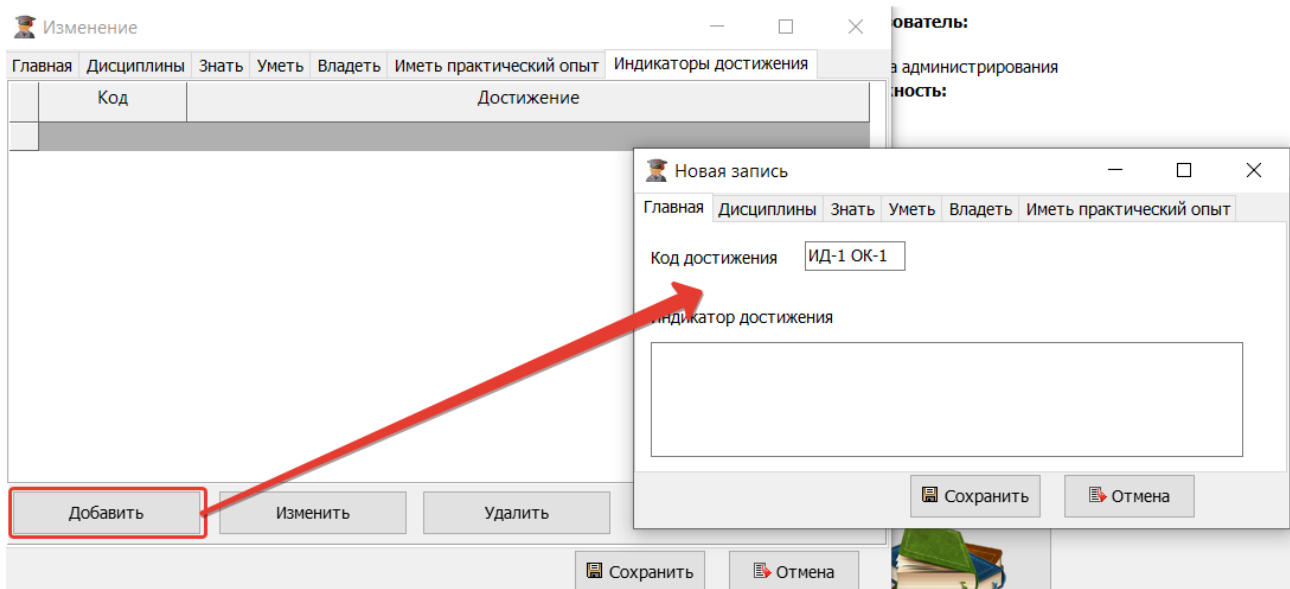 Изменение
Главная Дисциплины Знать Уметь Владеть Иметь практический опыт Индикаторы достижения
Код Достижение
Добавить Изменить Удалить
Сохранить Отмена
ователь:
а администрирования
ность:
Новая запись
Главная Дисциплины Знать Уметь Владеть Иметь практический опыт
Код достижения ИД-1 ОК-1
Индикатор достижения
Сохранить Отмена